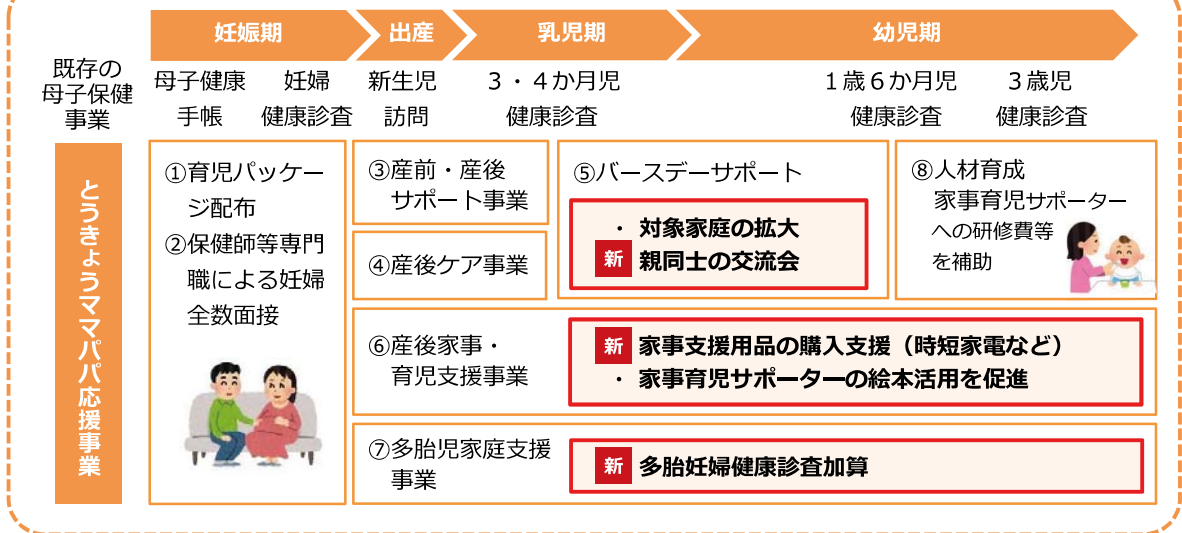 妊娠期
出産
乳児期
幼児期
既存の
母子保健
事業
母子健康
手帳
妊婦
健康診査
新生児
訪問
３・４か月児
健康診査
１歳６か月児
健康診査
３歳児
健康診査
とうきょうママパパ応援事業
①育児パッケー
ジ配布
②保健師等専門
職による妊婦
全数面接
③産前・産後
サポート事業
④産後ケア事業
⑤バースデーサポート
・ 対象家庭の拡大
新 親同士の交流会
⑧人材育成
家事育児サポーター
への研修費等
を補助
⑥産後家事・
育児支援事業
新 家事支援用品の購入支援（時短家電など）
・ 家事育児サポーターの絵本活用を促進
⑦多胎児家庭支援
事業
新 多胎妊婦健康診査加算